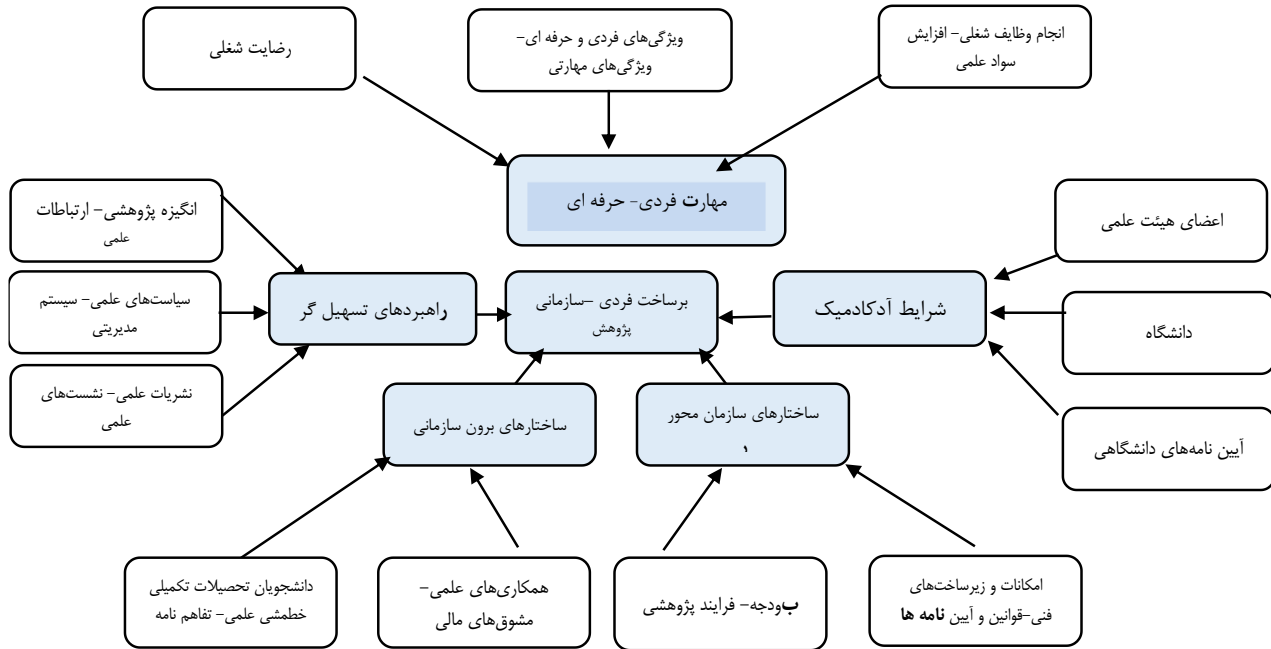 انجام وظایف شغلی– افزایش
سواد علمی
ویژگی‌های فردی و حرفه ای–
ویژگی‌های مهارتی
رضایت شغلی
مهارت فردی- حرفه ای
اعضای هیئت علمی
دانشگاه
آیین نامه‌های دانشگاهی
شرایط آدکادمیک
برساخت فردی –سازمانی
پژوهش
راهبردهای تسهیل گر
انگیزه پژوهشی– ارتباطات
علمی
سیاست‌های علمی– سیستم
مدیریتی
نشریات علمی– نشست‌های
علمی
ساختارهای سازمان محور
ر
ساختارهای برون سازمانی
امکانات و زیرساخت‌های
فنی–قوانین و آیین نامه ها
بودجه– فرایند پژوهشی
همکاری‌های علمی–
مشوق‌های مالی
دانشجویان تحصیلات تکمیلی
خطمشی علمی– تفاهم نامه